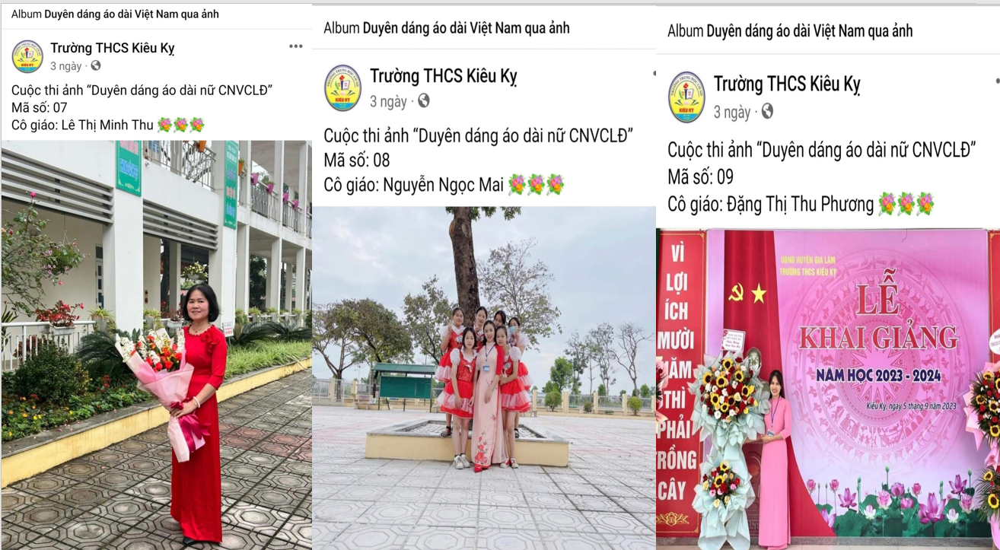 Album Duyên dáng áo dài Việt Nam qua ảnh
Trường THCS Kiêu Kỵ
3 ngày ·
Cuộc thi ảnh “Duyên dáng áo dài nữ CNVCLĐ”
Mã số: 07
Cô giáo: Lê Thị Minh Thu 💐💐💐
Album Duyên dáng áo dài Việt Nam qua ảnh
Trường THCS Kiêu Kỵ
3 ngày ·
Cuộc thi ảnh “Duyên dáng áo dài nữ CNVCLĐ”
Mã số: 08
Cô giáo: Nguyễn Ngọc Mai 💐💐💐
KIÊU KỴ
Album Duyên dáng áo dài Việt Nam qua ảnh
Trường THCS Kiêu Kỵ
3 ngày ·
Cuộc thi ảnh “Duyên dáng áo dài nữ CNVCLĐ”
Mã số: 09
Cô giáo: Đặng Thị Thu Phương 💐💐💐
KIÊU KỴ
VÌ
LỢI
ÍCH
MƯỜI
NĂM
THÌ
PHẢI
TRỒNG
CÂY
UBND HUYỆN GIA LÂM
TRƯỜNG THCS KIÊU KỴ
LỄ
KHAI GIẢNG
NĂM HỌC 2023 - 2024
Kiêu Kỵ, ngày 5 tháng 9 năm 2023